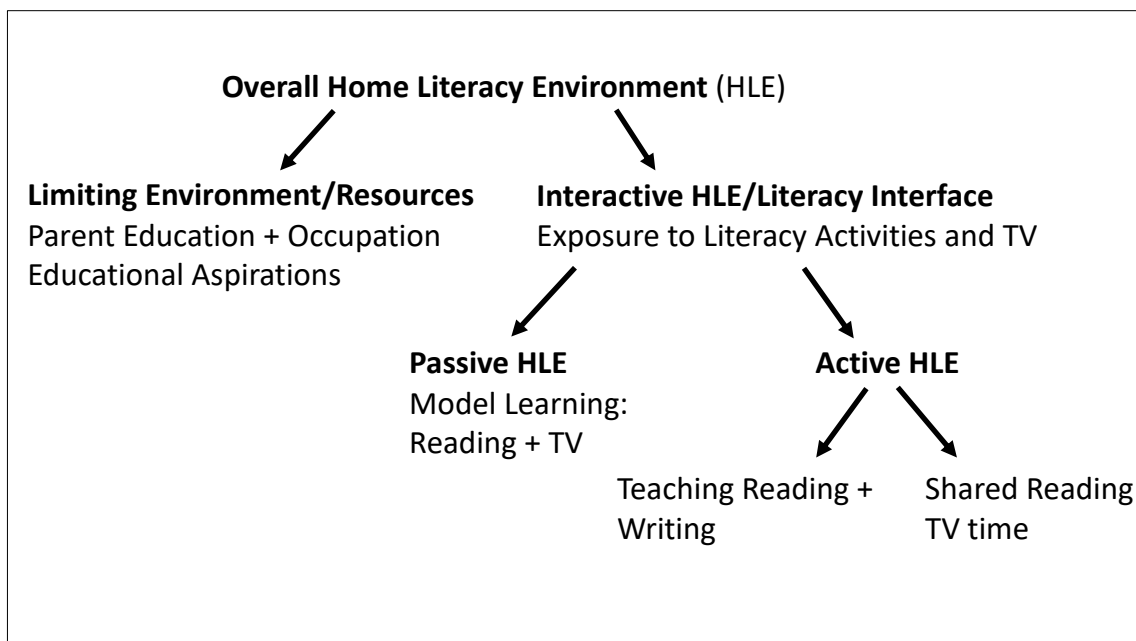 Overall Home Literacy Environment (HLE)
Limiting Environment/Resources
Parent Education + Occupation
Educational Aspirations
Interactive HLE/Literacy Interface
Exposure to Literacy Activities and TV
Passive HLE
Model Learning:
Reading + TV
Active HLE
Teaching Reading +
Writing
Shared Reading
TV time